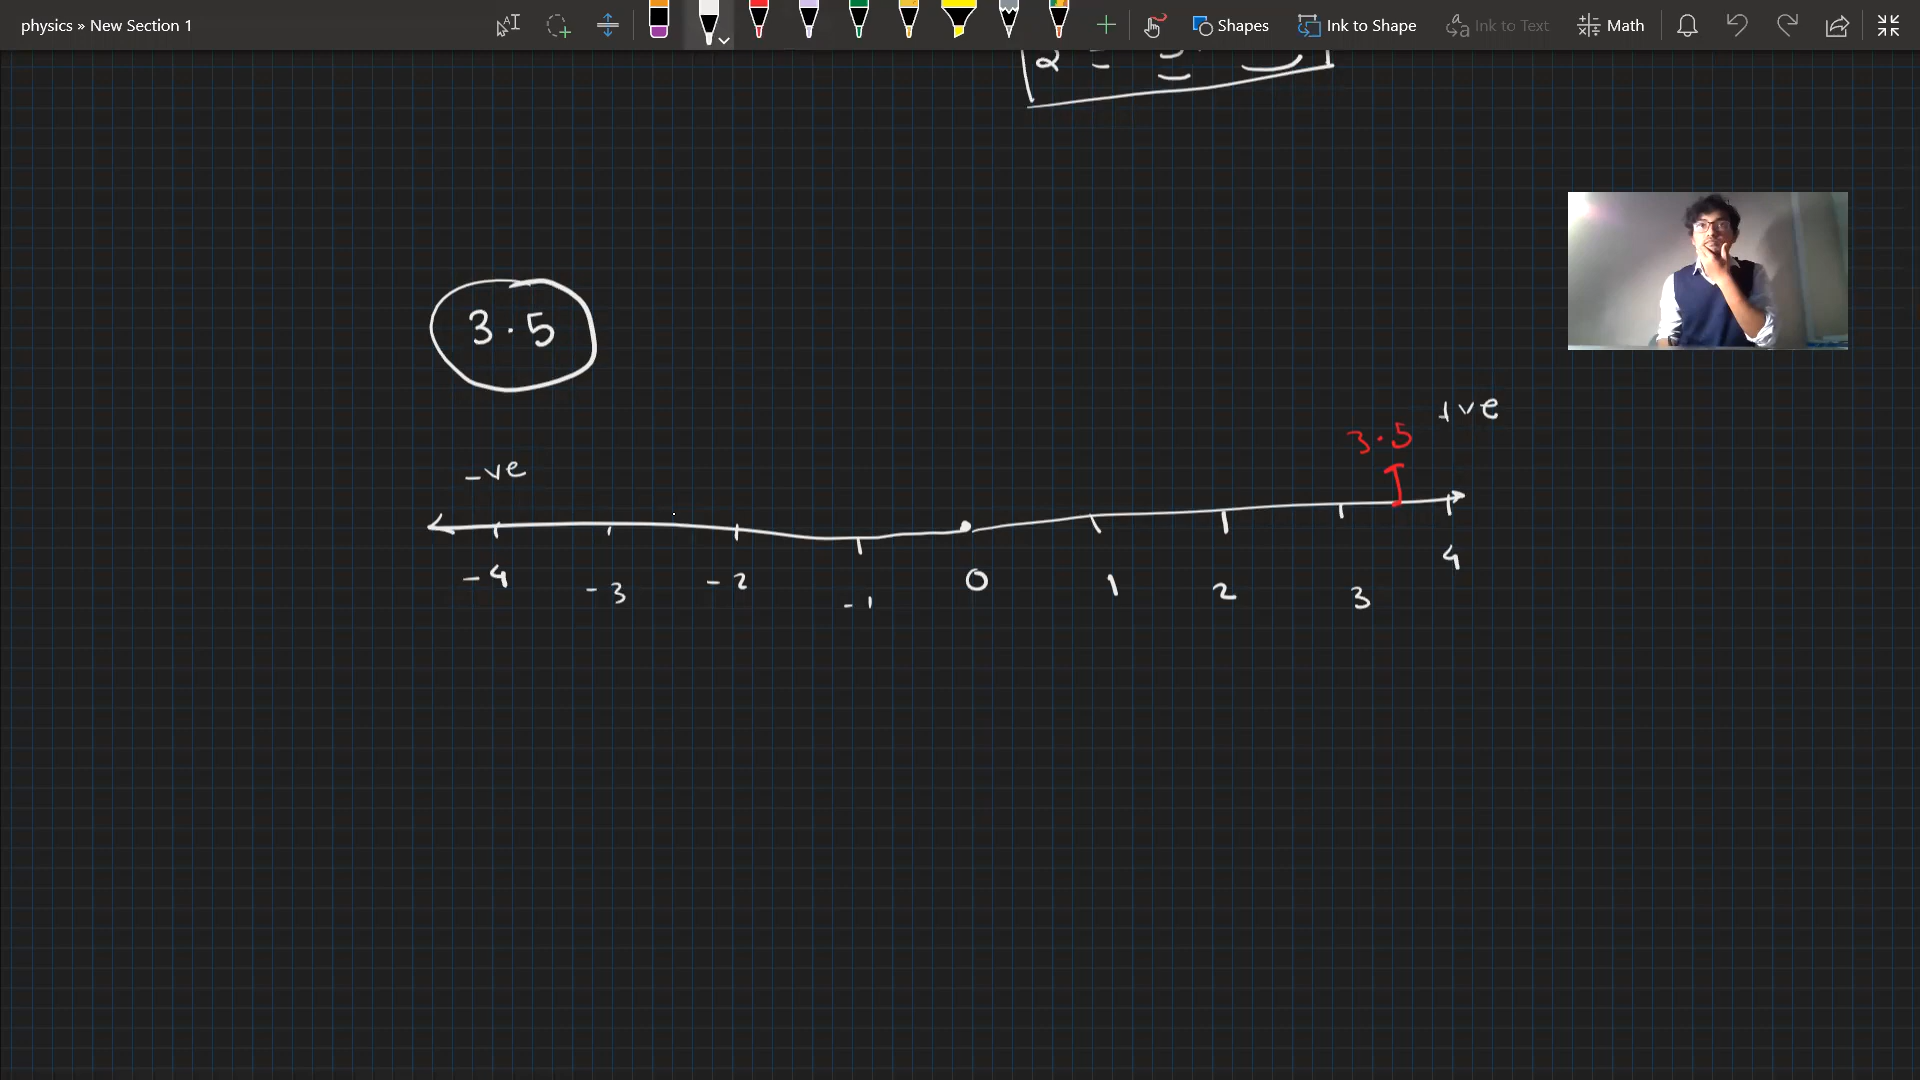 physics » New Section 1
Shapes
Ink to Shape
Ink to Text
Math
3.5
+ve
3.5
-ve
-4 -3 -2 -1 0 1 2 3 4